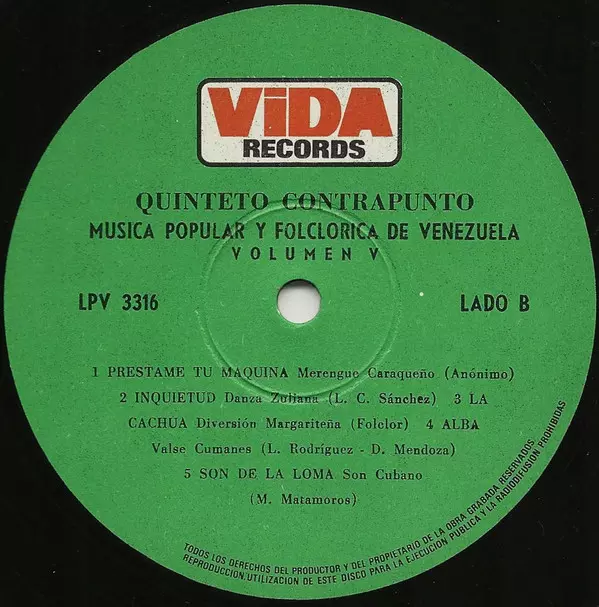 ViDA
RECORDS
QUINTETO CONTRAPUNTO
MUSICA POPULAR Y FOLCLORICA DE VENEZUELA
VOLUMEN V
LPV 3316
LADO B
1 PRESTAME TU MAQUINA Merengue Caraqueño (Anónimo)
2 INQUIETUD Danza Zuliana (L. C. Sánchez) 3 LA
CACHUA Diversión Margariteña (Folclor) 4 ALBA
Valse Cumanes (L. Rodríguez - D. Mendoza)
5 SON DE LA LOMA Son Cubano
(M. Matamoros)
TODOS LOS DERECHOS DEL PRODUCTOR Y DEL PROPIETARIO DE LA OBRA GRABADA RESERVADOS
REPRODUCCION/UTILIZACION DE ESTE DISCO PARA LA EJECUCION PUBLICA Y LA RADIODIFUSION PROHIBIDAS